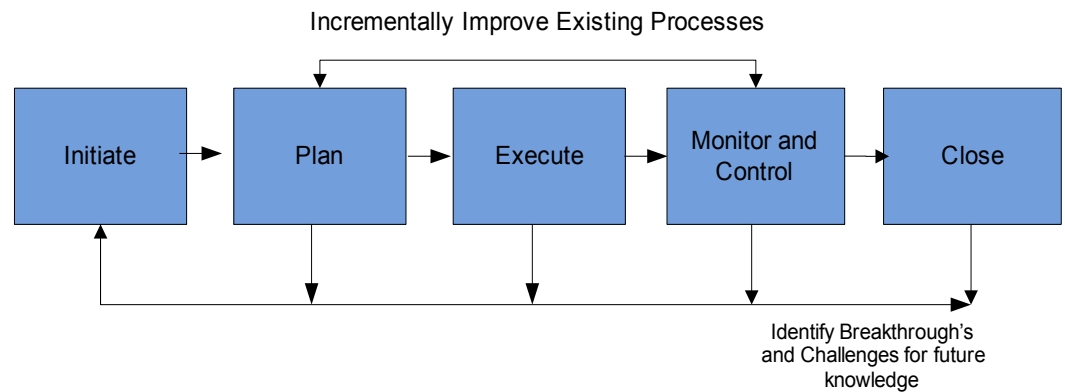 Incrementally Improve Existing Processes
Initiate
Plan
Execute
Monitor and
Control
Close
Identify Breakthrough's
and Challenges for future
knowledge